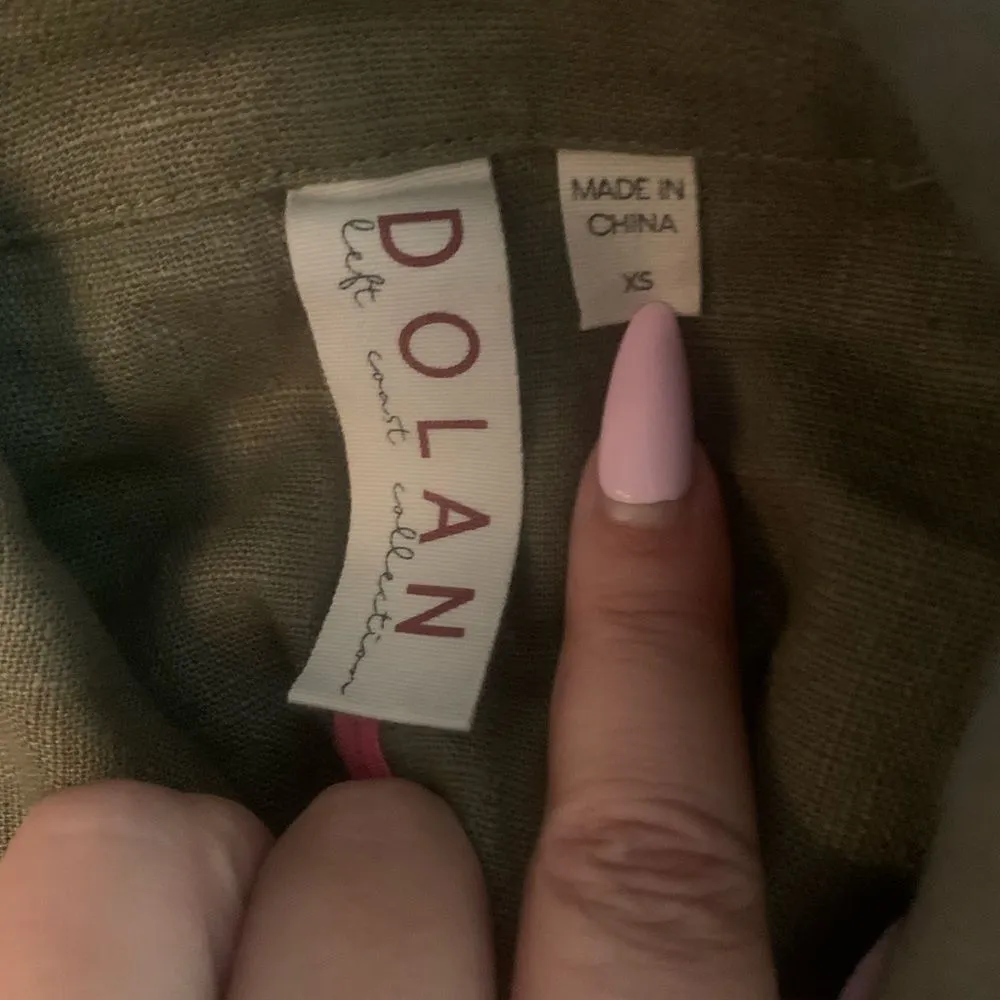 DOLAN
left coast collection
MADE IN
CHINA
XS